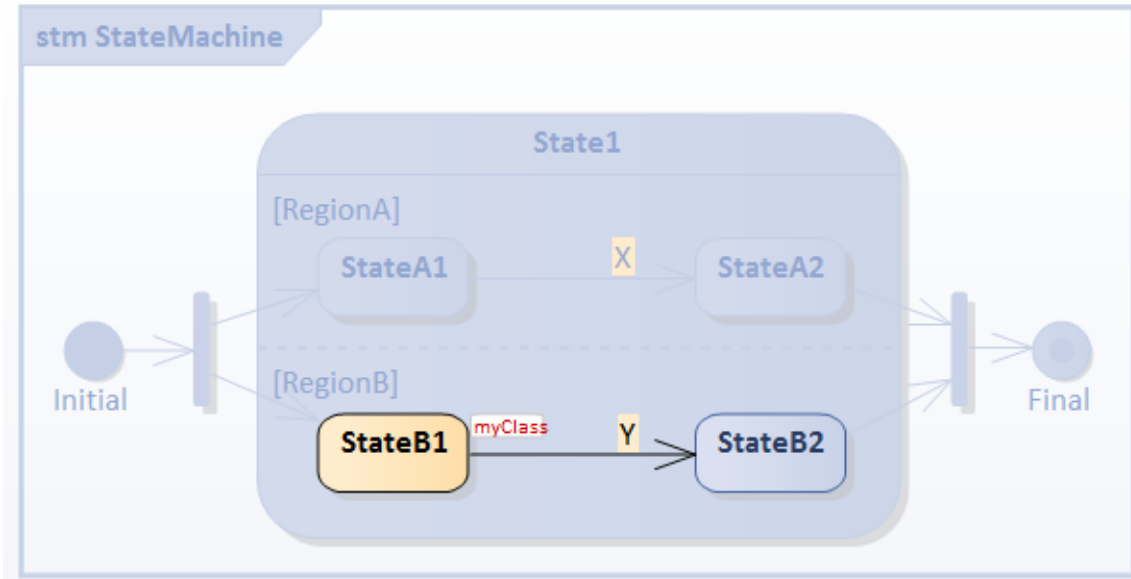 stm StateMachine
State1
[RegionA]
StateA1
X
StateA2
Initial
[RegionB]
StateB1
myClass
Y
StateB2
Final